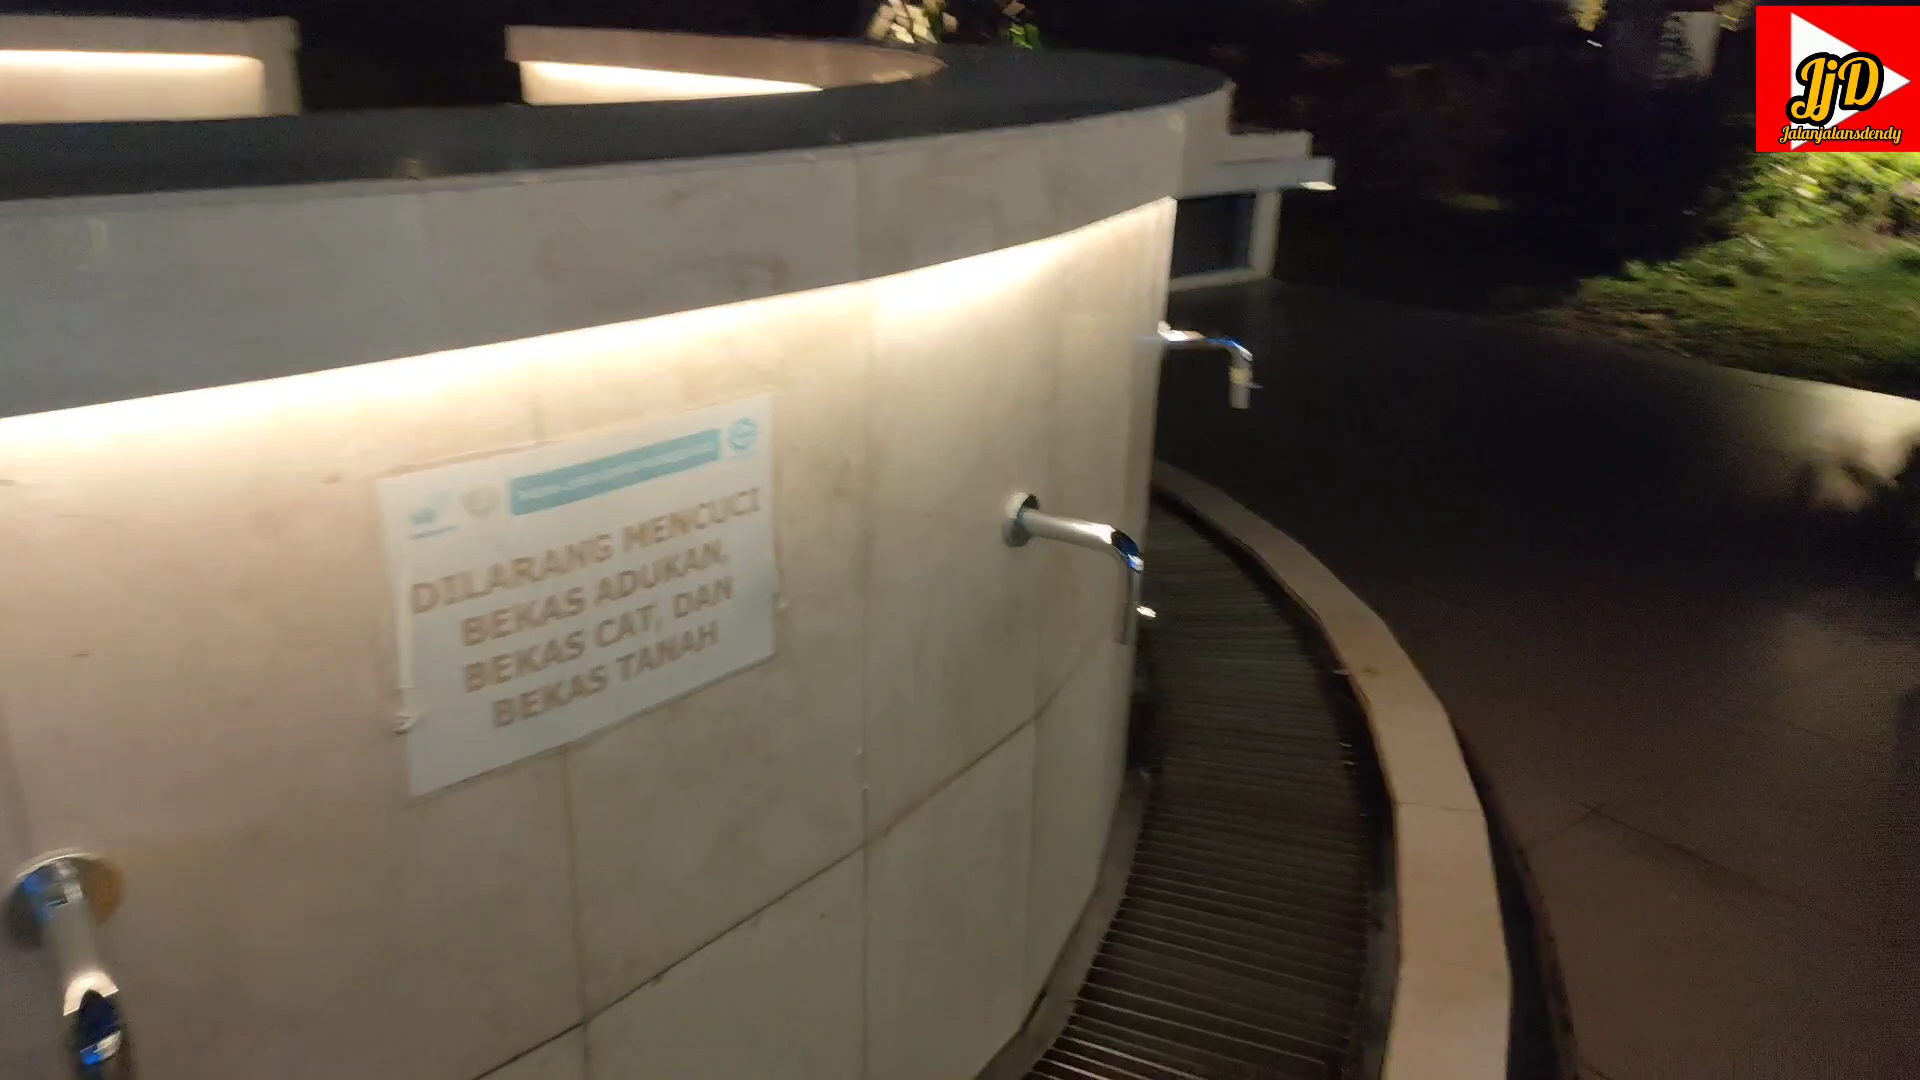 JjD
Jalanjalansdendy
DILARANG MENCUCI
BEKAS ADUKAN,
BEKAS CAT, DAN
BEKAS TANAH